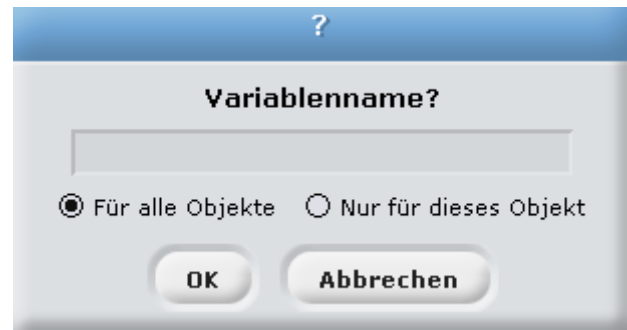 ?
Variablenname?
Für alle Objekte Nur für dieses Objekt
OK Abbrechen